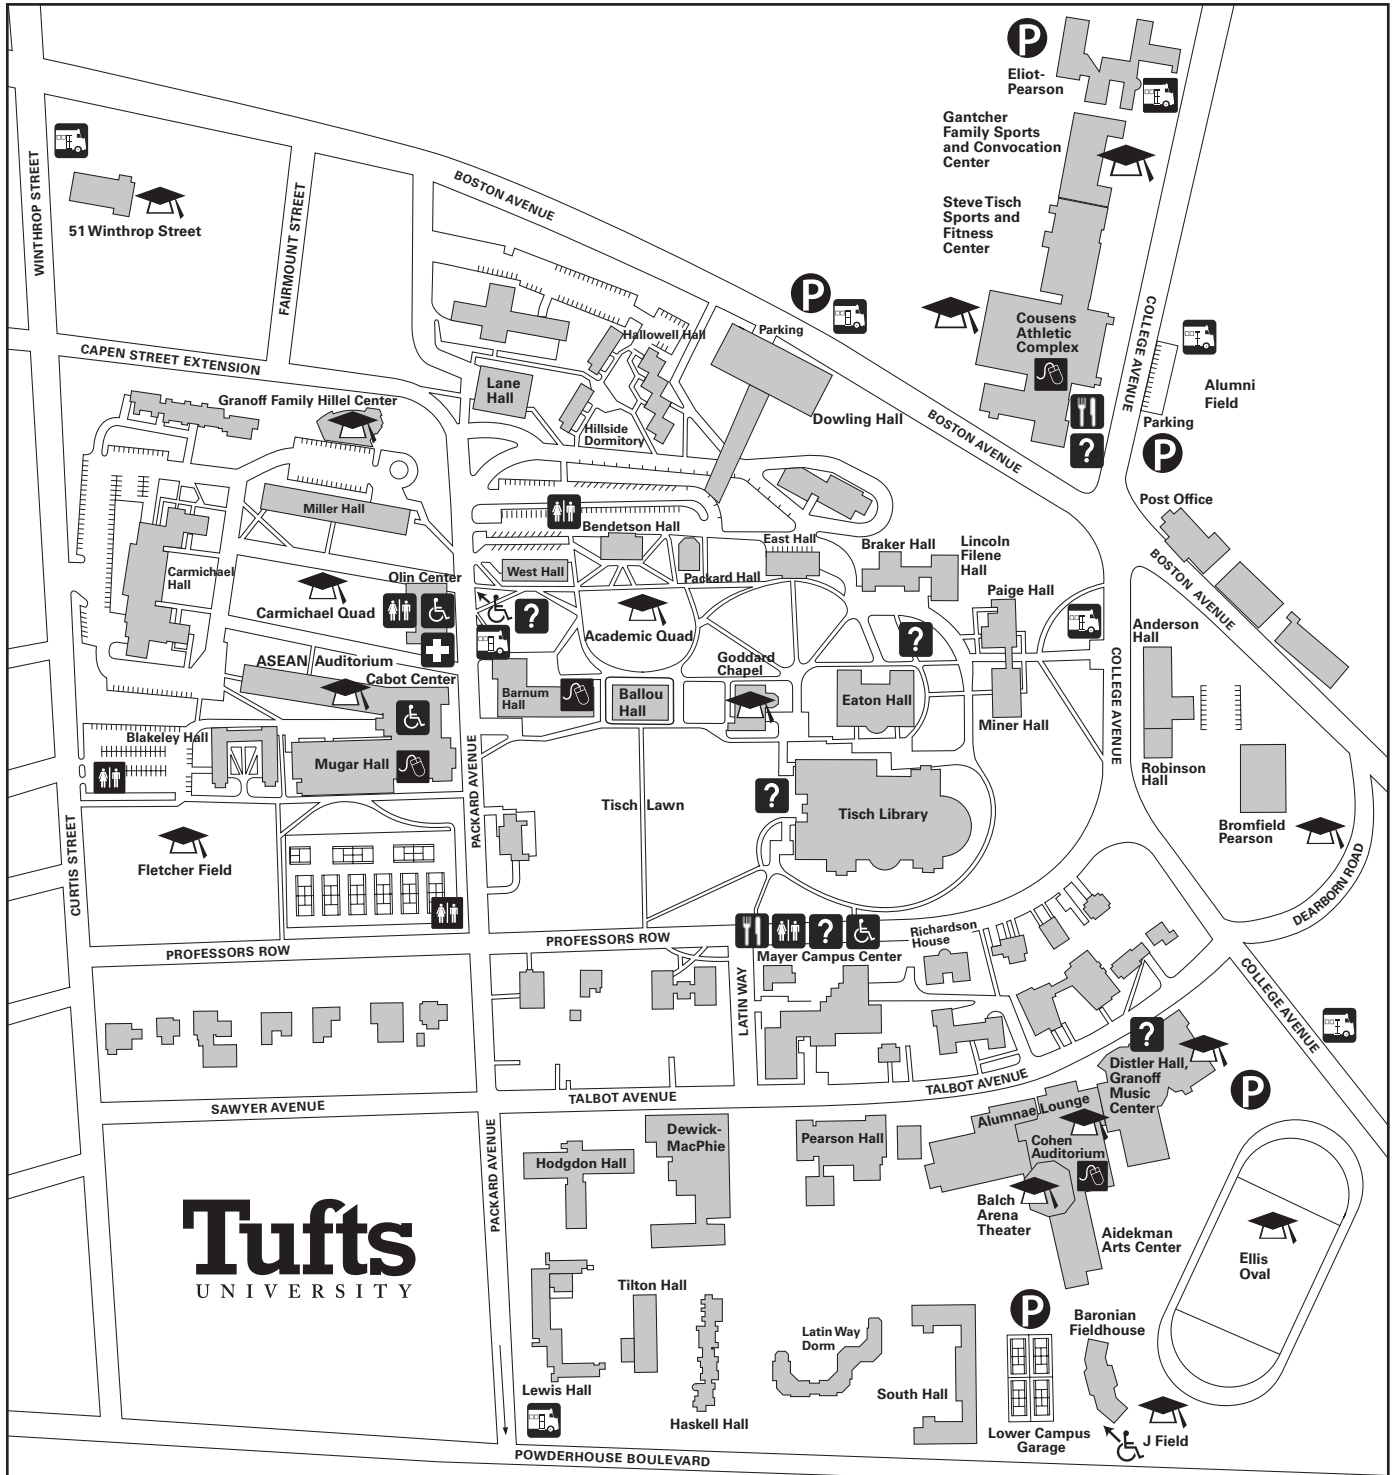 P
Eliot-
Pearson
Gantcher
Family Sports
and Convocation
Center
Steve Tisch
Sports and
Fitness
Center
WINTHROP STREET
51 Winthrop Street
FAIRMOUNT STREET
BOSTON AVENUE
P
Parking
Hallowell Hall
Cousens
Athletic
Complex
COLLEGE AVENUE
Alumni
Field
Parking
P
?
CAPEN STREET EXTENSION
Granoff Family Hillel Center
Lane
Hall
Hillside
Dormitory
Dowling Hall
BOSTON AVENUE
Post Office
Miller Hall
Bendetson Hall
East Hall
Braker Hall
Lincoln
Filene
Hall
BOSTON AVENUE
Carmichael
Hall
Olin Center
West Hall
Packard Hall
Paige Hall
Carmichael Quad
?
Academic Quad
?
Anderson
Hall
ASEAN Auditorium
Cabot Center
Barnum
Hall
Ballou
Hall
Goddard
Chapel
Eaton Hall
Miner Hall
COLLEGE AVENUE
Blakeley Hall
Mugar Hall
PACKARD AVENUE
Robinson
Hall
Tisch Lawn
?
Tisch Library
Bromfield
Pearson
CURTIS STREET
Fletcher Field
DEARBORN ROAD
PROFESSORS ROW
PROFESSORS ROW
?
Mayer Campus Center
Richardson
House
LATIN WAY
COLLEGE AVENUE
?
Distler Hall,
Granoff
Music
Center
P
SAWYER AVENUE
TALBOT AVENUE
TALBOT AVENUE
Alumnae Lounge
PACKARD AVENUE
Dewick-
MacPhie
Hodgdon Hall
Pearson Hall
Cohen
Auditorium
Balch
Arena
Theater
Aidekman
Arts Center
Ellis
Oval
Tufts
UNIVERSITY
Tilton Hall
P
Baronian
Fieldhouse
Latin Way
Dorm
Lewis Hall
Haskell Hall
South Hall
Lower Campus
Garage
J Field
POWDERHOUSE BOULEVARD